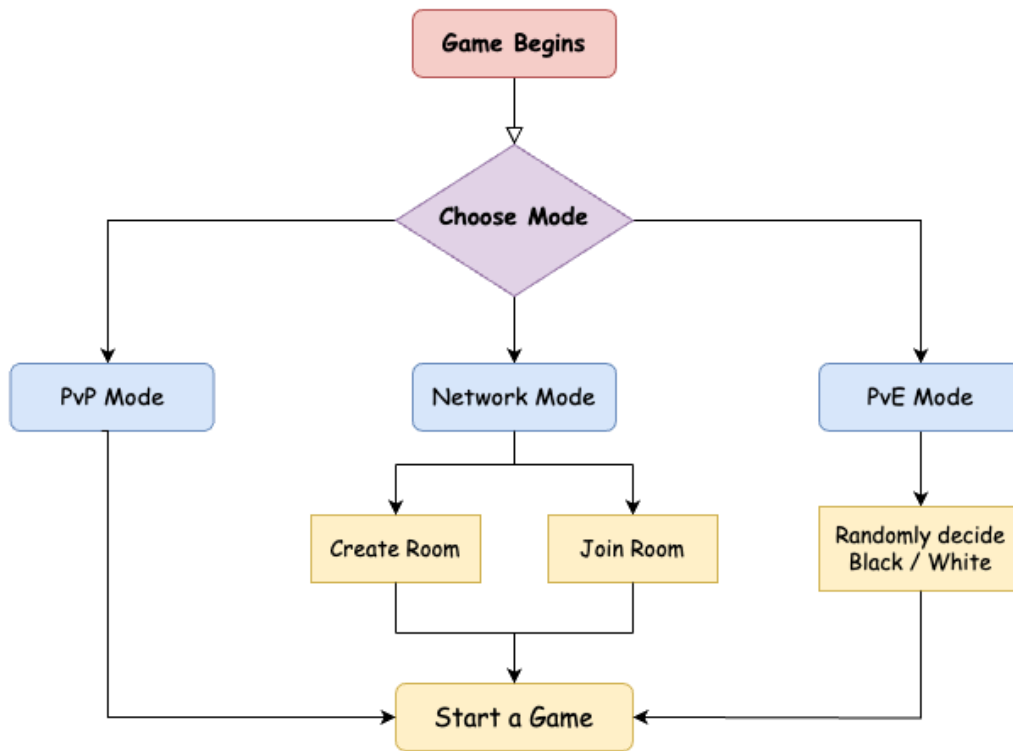 Game Begins
Choose Mode
PvP Mode
Network Mode
PvE Mode
Create Room
Join Room
Randomly decide
Black / White
Start a Game